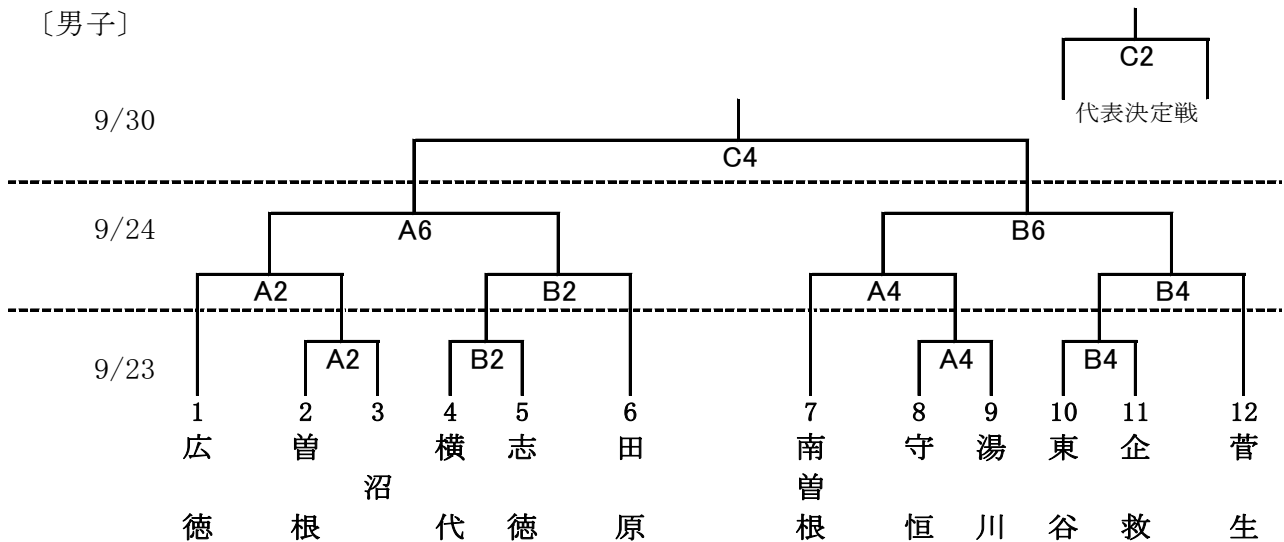 〔男子〕
C2
代表決定戦
9/30
C4
9/24
A6
B6
A2
B2
A4
B4
9/23
A2
B2
A4
B4
1 2 3 4 5 6 7 8 9 10 11 12
広徳
曽根
沼
横代
志徳
田原
南曽根
守恒
湯川
東谷
企救
菅生